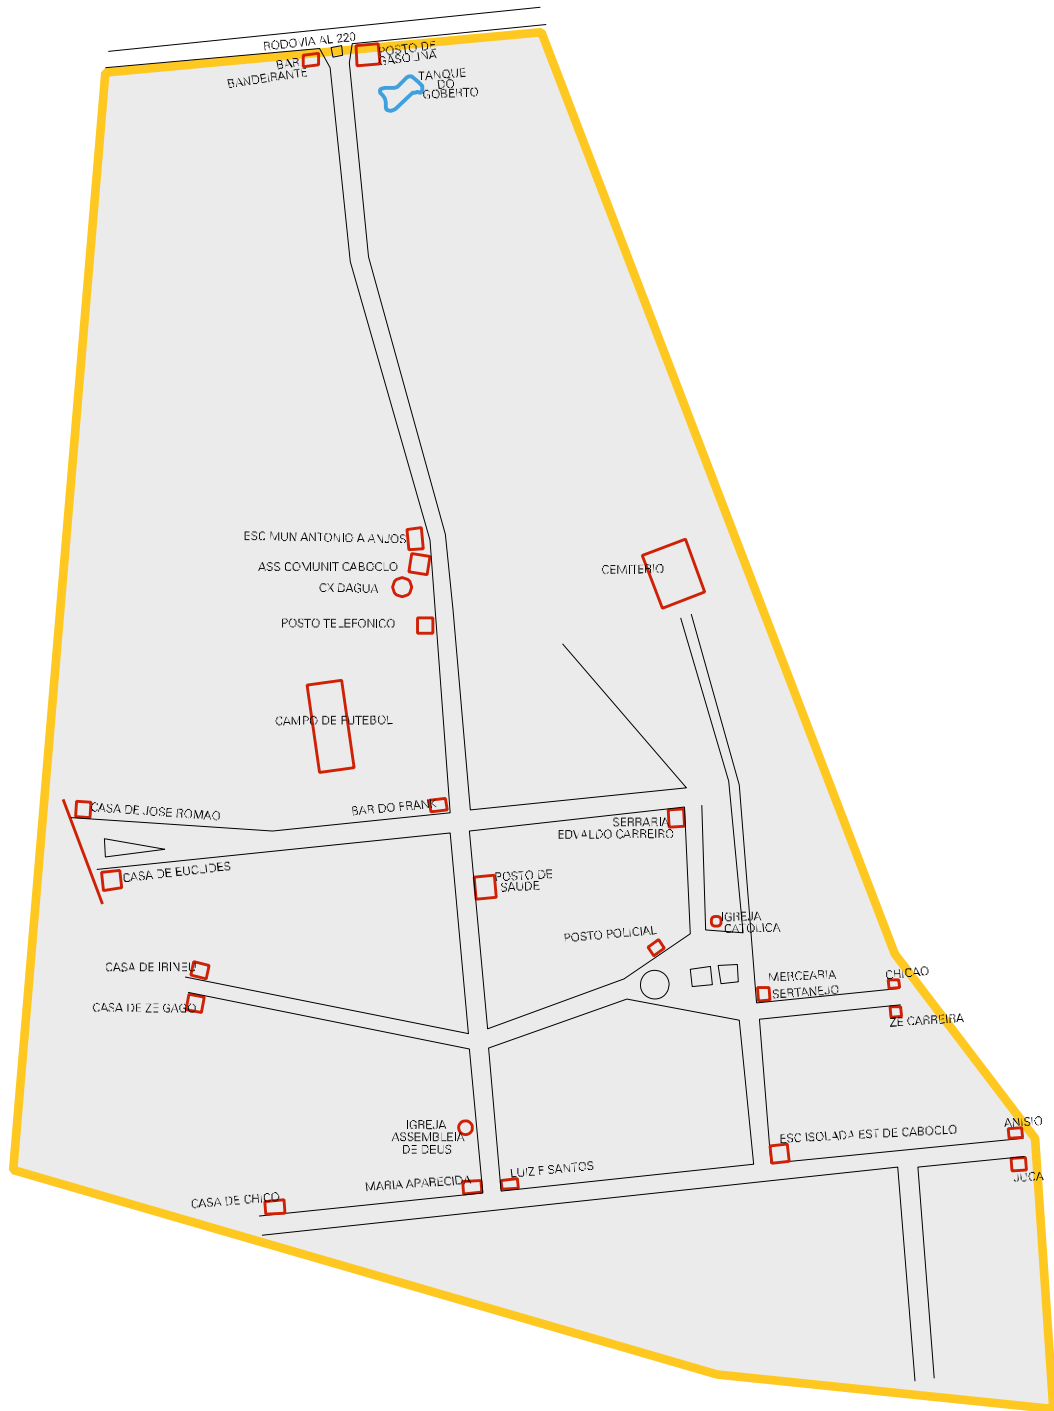 RODOVIA AL 220
BAR
BANDEIRANTE
POSTO DE
GASOLINA
TANQUE
DO
GOBERTO
ESC MUN ANTONIO A ANJOS
ASS COMUNIT CABOCLO
CX DAGUA
POSTO TELEFONICO
CEMITERIO
CAMPO DE FUTEBOL
CASA DE JOSE ROMAO
BAR DO FRANK
SERRARIA
EDVALDO CARREIRO
CASA DE EUCLIDES
POSTO DE
SAUDE
IGREJA
CATOLICA
POSTO POLICIAL
CASA DE IRINEU
CASA DE ZE GAGO
MERCEARIA
SERTANEJO
CHICAO
ZE CARREIRA
IGREJA
ASSEMBLEIA
DE DEUS
ANISIO
ESC ISOLADA EST DE CABOCLO
JUCA
LUIZ F SANTOS
MARIA APARECIDA
CASA DE CHICO